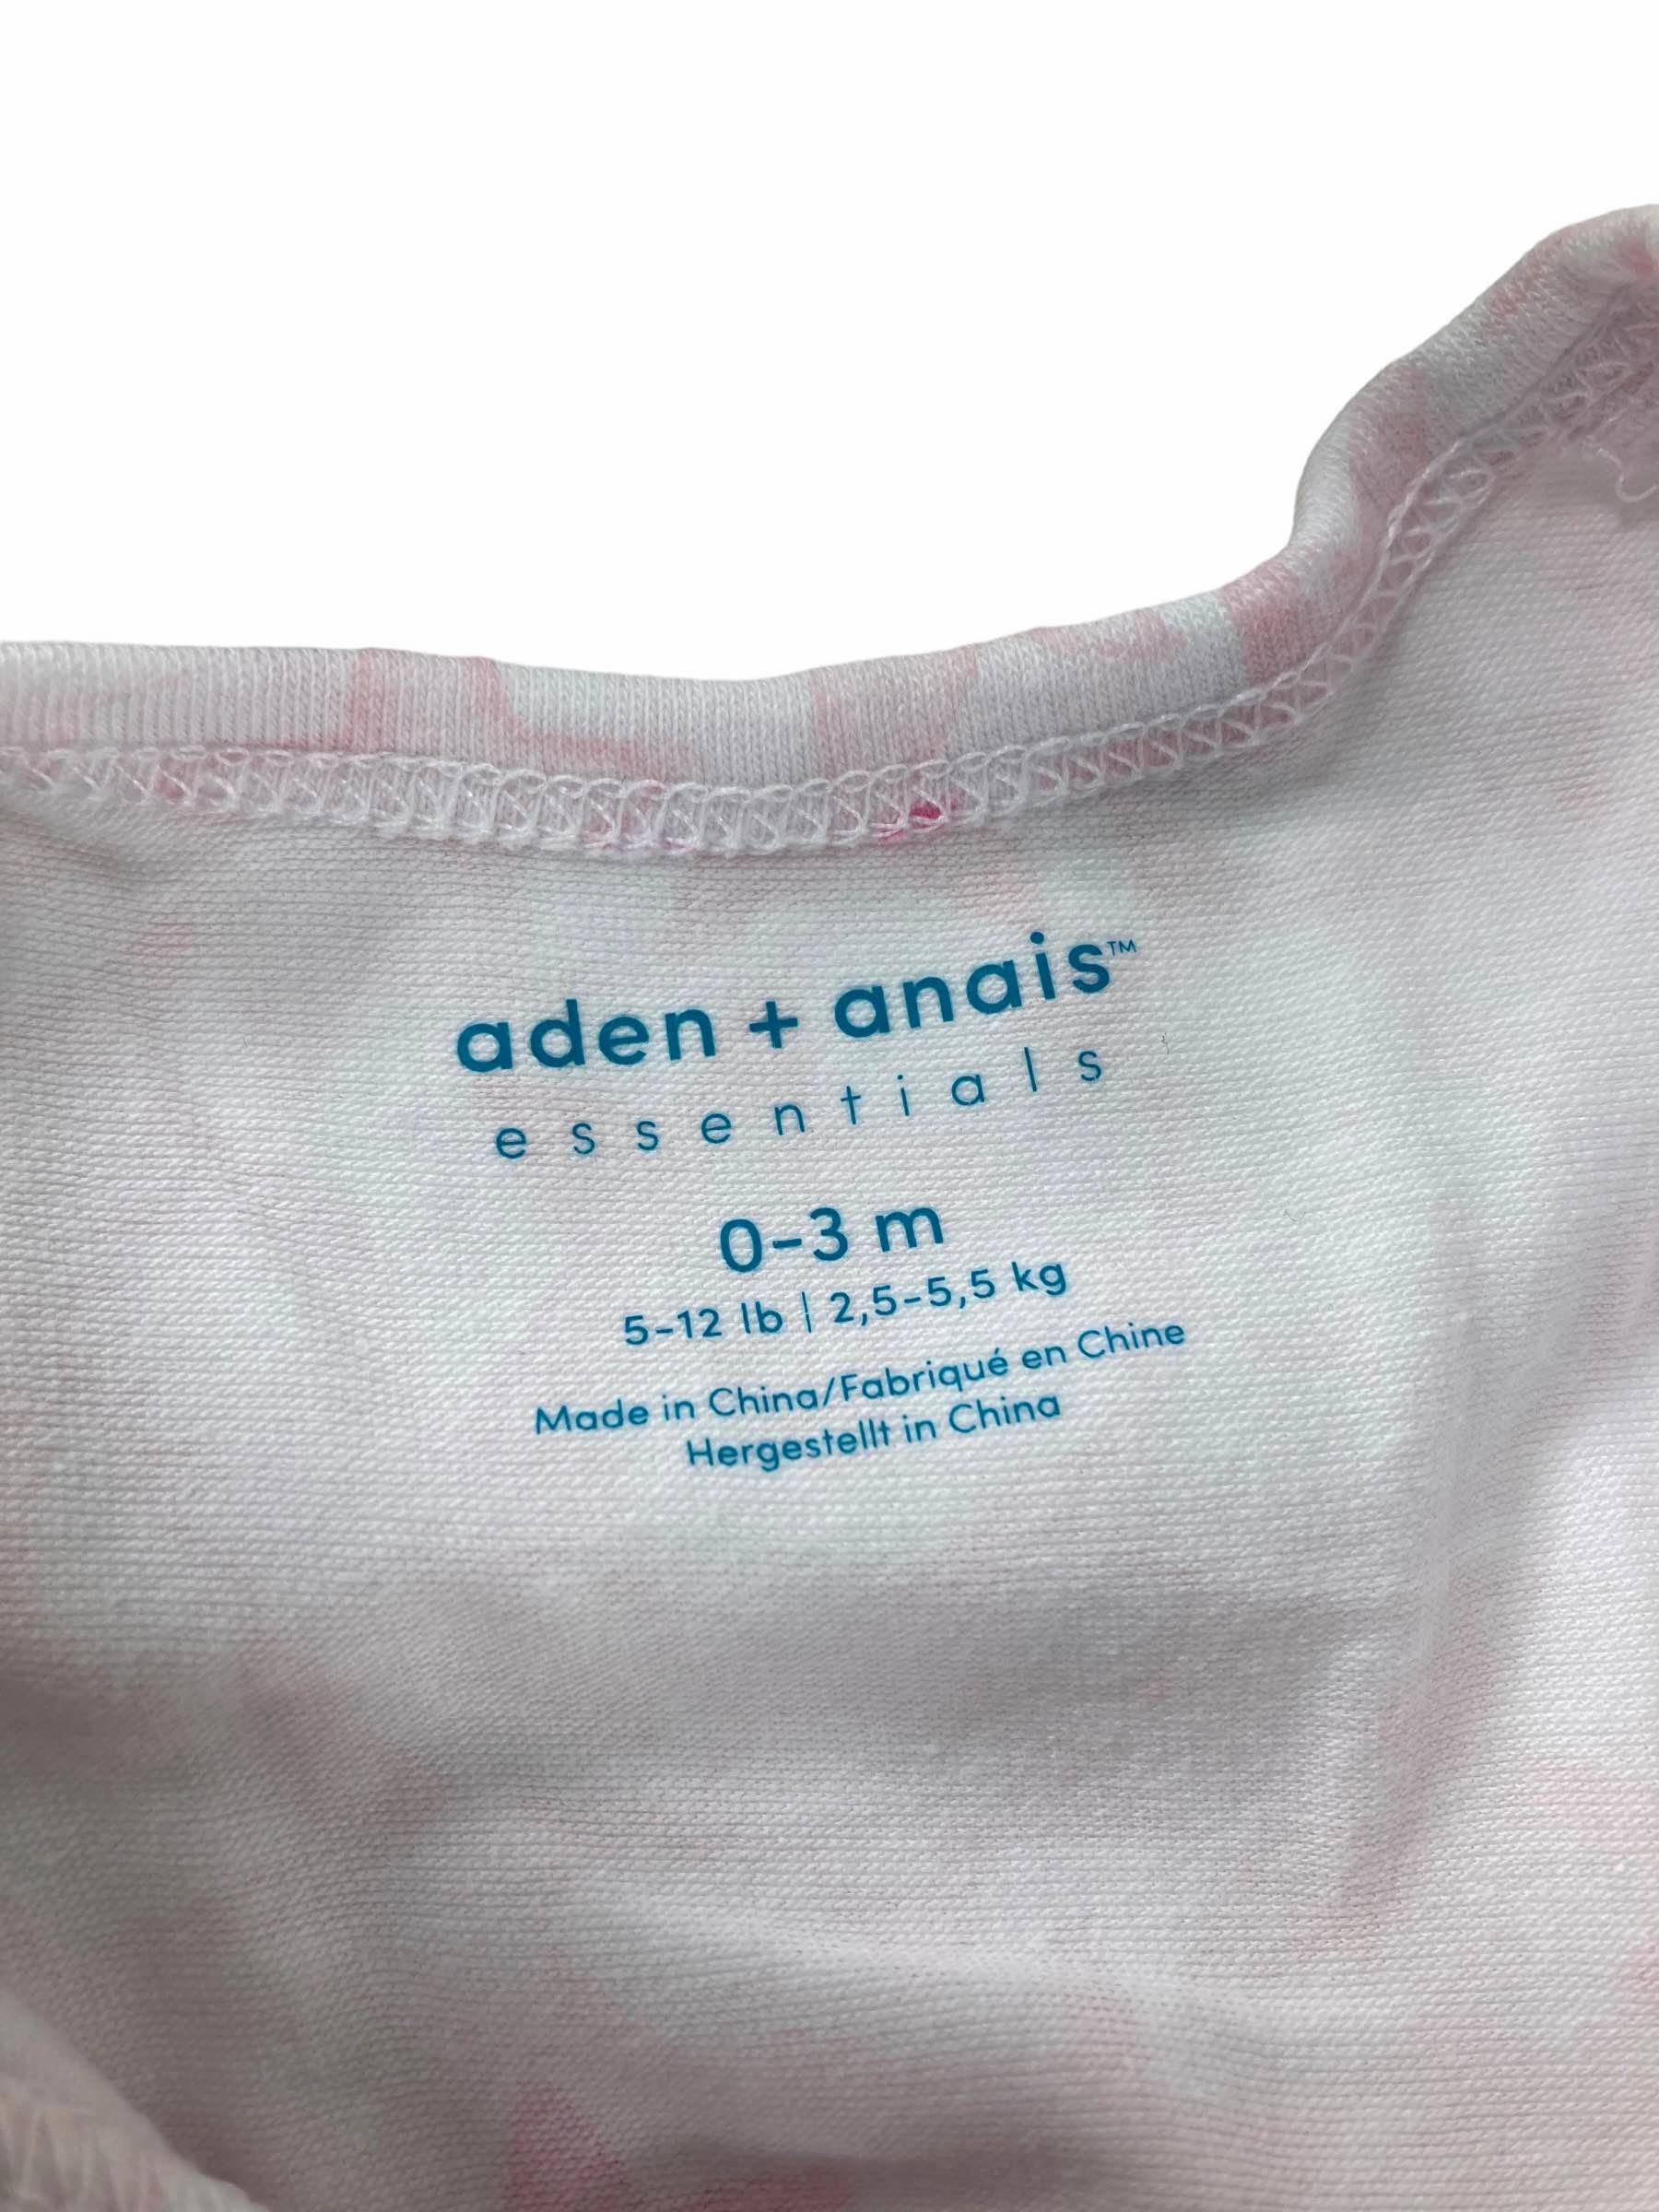 aden + anais™
essentials
0-3 m
5-12 lb | 2,5-5,5 kg
Made in China/Fabriqué en Chine
Hergestellt in China